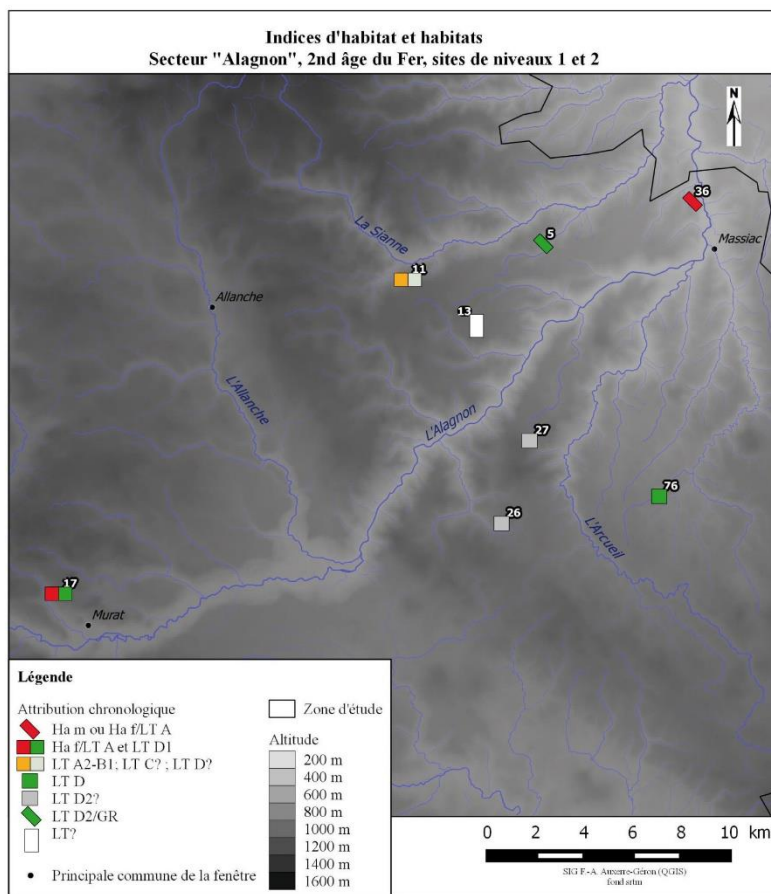 Indices d'habitat et habitats
Secteur "Alagnon", 2nd âge du Fer, sites de niveaux 1 et 2
N
36
Massiac
5
La Sianne
11
Allanche
13
L'Allanche
L'Alagnon
27
76
26
L'Arcueil
17
Murat
Légende
Attribution chronologique
Ha m ou Ha f/LT A
Ha f/LT A et LT D1
LT A2-B1; LT C? ; LT D?
LT D
LT D2?
LT D2/GR
LT?
Principale commune de la fenêtre
Zone d'étude
Altitude
200 m
400 m
600 m
800 m
1000 m
1200 m
1400 m
1600 m
0 2 4 6 8 10 km
SIG F.-A. Auxerre-Géron (QGIS)
fond srtm